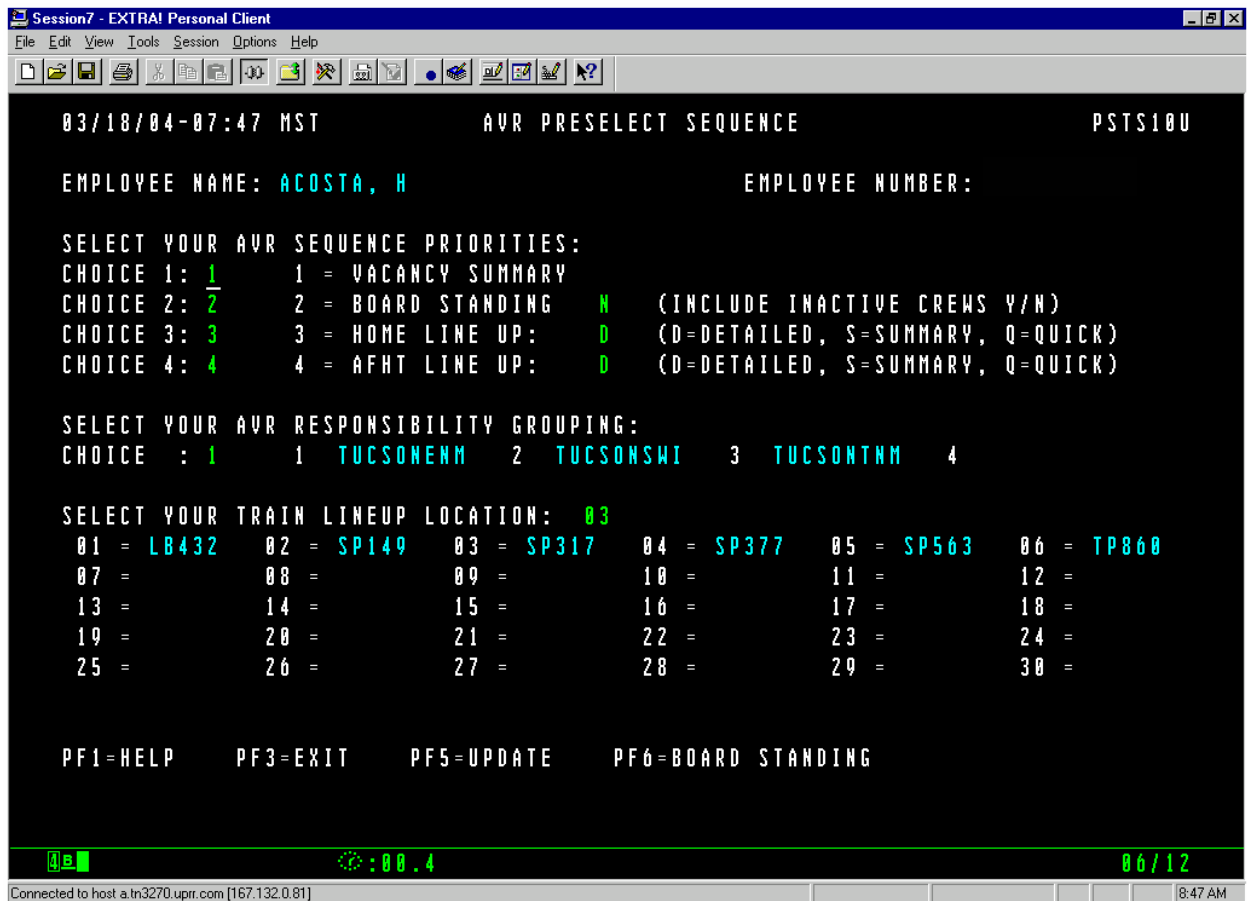 Session7 - EXTRA! Personal Client
File Edit View Tools Session Options Help
03/18/04-07:47 MST AVR PRESELECT SEQUENCE PSTS10U
EMPLOYEE NAME: ACOSTA, H EMPLOYEE NUMBER:
SELECT YOUR AVR SEQUENCE PRIORITIES:
CHOICE 1: 1 1 = VACANCY SUMMARY
CHOICE 2: 2 2 = BOARD STANDING N (INCLUDE INACTIVE CREWS Y/N)
CHOICE 3: 3 3 = HOME LINE UP: D (D=DETAILED, S=SUMMARY, Q=QUICK)
CHOICE 4: 4 4 = AFHT LINE UP: D (D=DETAILED, S=SUMMARY, Q=QUICK)
SELECT YOUR AVR RESPONSIBILITY GROUPING:
CHOICE : 1 1 TUCSONENM 2 TUCSONSWI 3 TUCSONTNM 4
SELECT YOUR TRAIN LINEUP LOCATION: 03
01 = LB432 02 = SP149 03 = SP317 04 = SP377 05 = SP563 06 = TP860
07 = 08 = 09 = 10 = 11 = 12 =
13 = 14 = 15 = 16 = 17 = 18 =
19 = 20 = 21 = 22 = 23 = 24 =
25 = 26 = 27 = 28 = 29 = 30 =
PF1=HELP PF3=EXIT PF5=UPDATE PF6=BOARD STANDING
4B :00.4 06/12
Connected to host a.tn3270.uprr.com [167.132.0.81] 8:47 AM